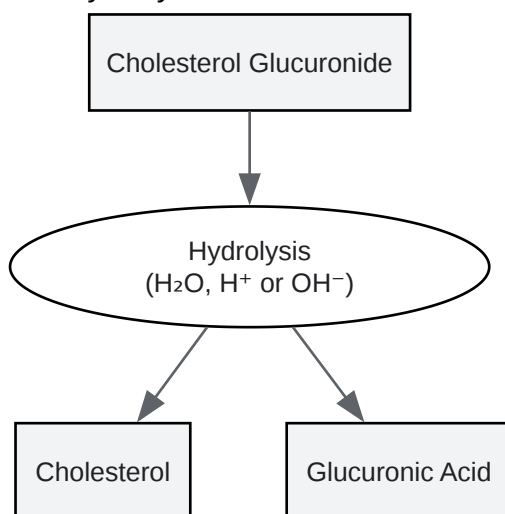 Cholesterol Glucuronide
Hydrolysis
(H₂O, H⁺ or OH⁻)
Cholesterol
Glucuronic Acid